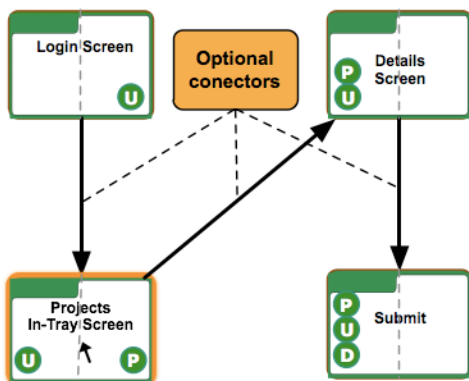 Login Screen
U
Optional
conectors
Details
Screen
P
U
Projects
In-Tray Screen
U
P
Submit
P
U
D